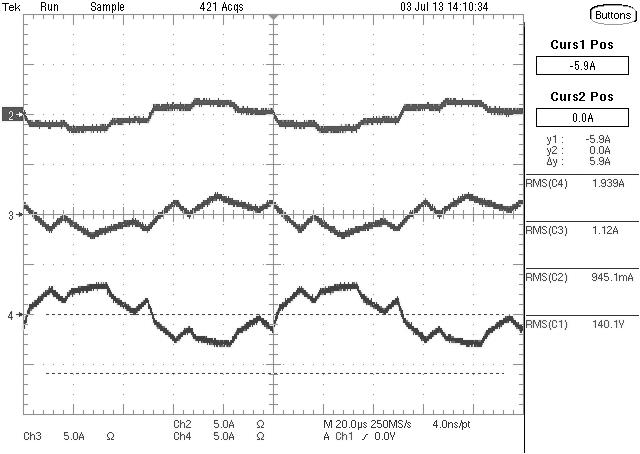 Tek Run Sample 421 Acqs 03 Jul 13 14:10:34
Buttons
Curs1 Pos
-5.9A
Curs2 Pos
0.0A
y1 : -5.9A
y2 : 0.0A
Δy : 5.9A
RMS(C4) 1.939A
RMS(C3) 1.12A
RMS(C2) 945.1mA
RMS(C1) 140.1V
2
3
4
Ch2 5.0A Ω M 20.0µs 250MS/s 4.0ns/pt
Ch3 5.0A Ω Ch4 5.0A Ω A Ch1 ∕ 0.0V